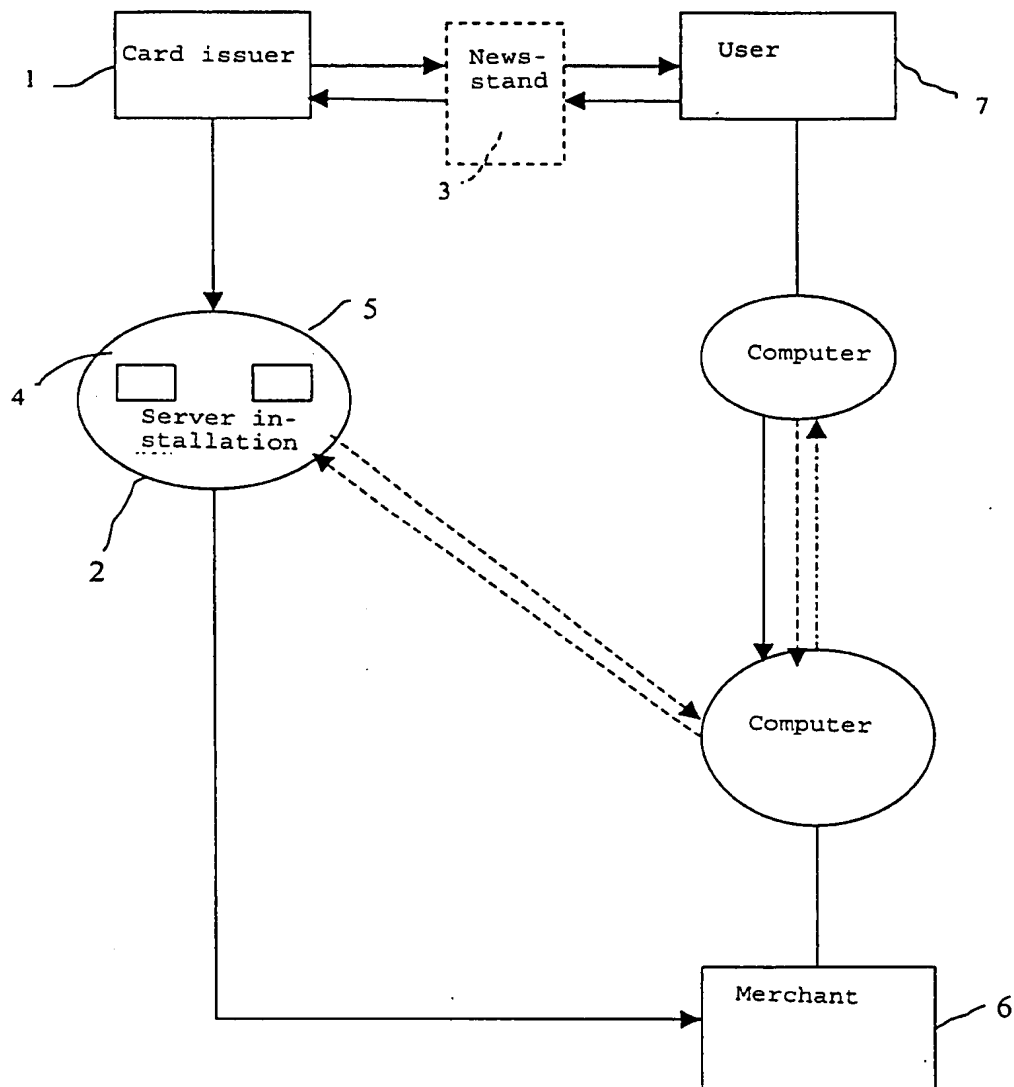 Card issuer
News-
stand
User
1
7
3
5
Computer
4
Server in-
stallation
2
Computer
Merchant
6